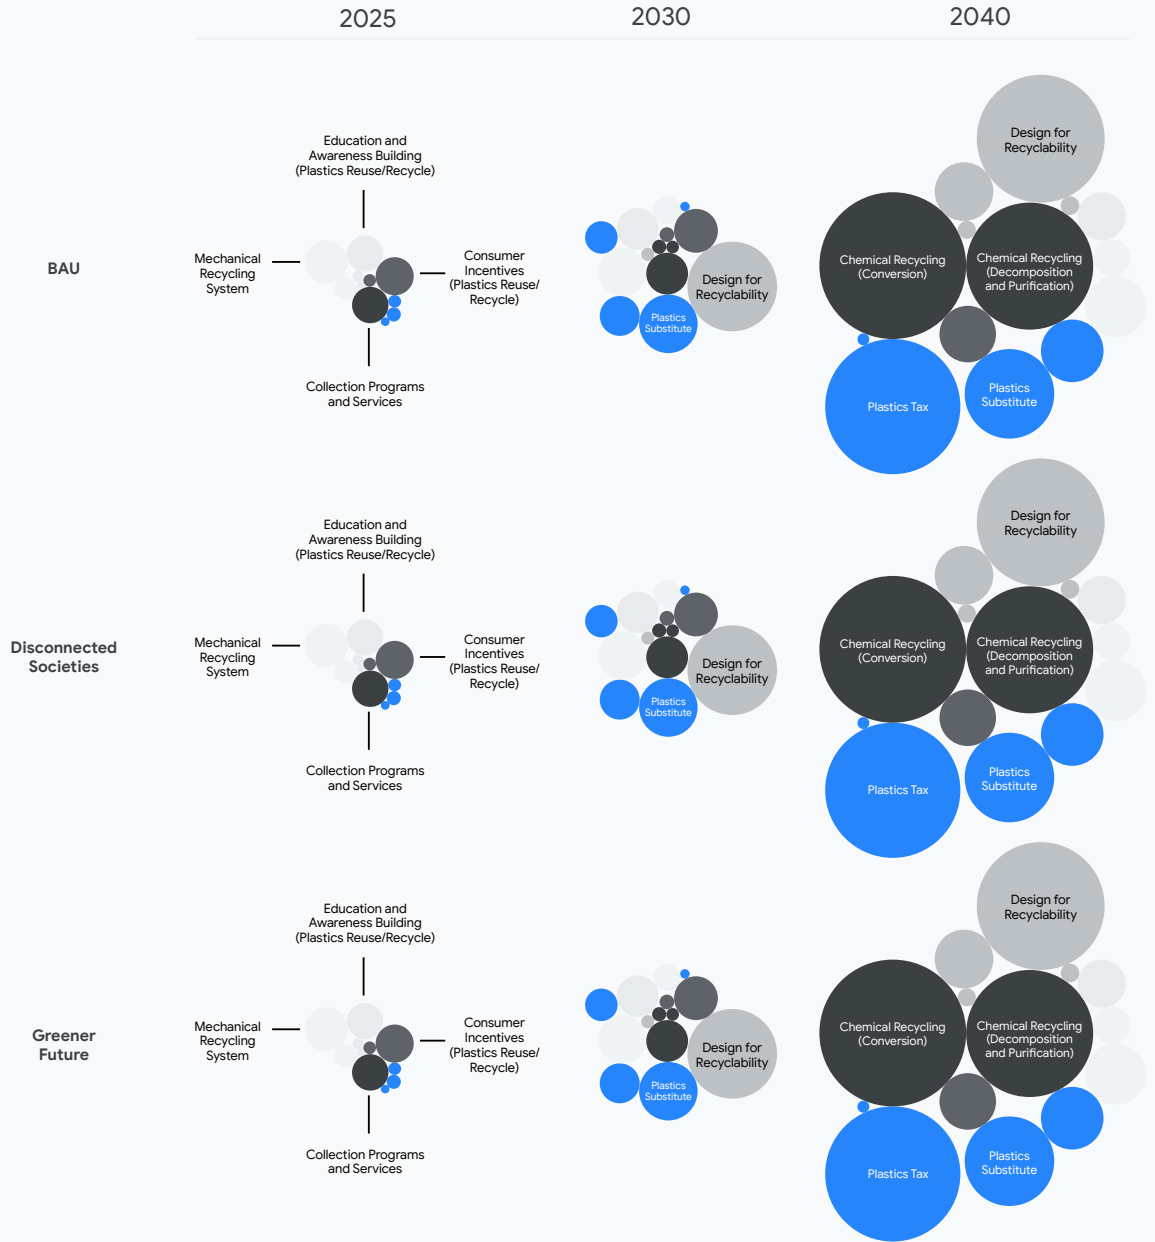 2025
2030
2040
BAU
Education and
Awareness Building
(Plastics Reuse/Recycle)
Mechanical
Recycling
System
Consumer
Incentives
(Plastics Reuse/
Recycle)
Collection Programs
and Services
Design for
Recyclability
Plastics
Substitute
Design for
Recyclability
Chemical Recycling
(Conversion)
Chemical Recycling
(Decomposition
and Purification)
Plastics Tax
Plastics
Substitute
Disconnected
Societies
Education and
Awareness Building
(Plastics Reuse/Recycle)
Mechanical
Recycling
System
Consumer
Incentives
(Plastics Reuse/
Recycle)
Collection Programs
and Services
Design for
Recyclability
Plastics
Substitute
Design for
Recyclability
Chemical Recycling
(Conversion)
Chemical Recycling
(Decomposition
and Purification)
Plastics Tax
Plastics
Substitute
Greener
Future
Education and
Awareness Building
(Plastics Reuse/Recycle)
Mechanical
Recycling
System
Consumer
Incentives
(Plastics Reuse/
Recycle)
Collection Programs
and Services
Design for
Recyclability
Plastics
Substitute
Design for
Recyclability
Chemical Recycling
(Conversion)
Chemical Recycling
(Decomposition
and Purification)
Plastics Tax
Plastics
Substitute